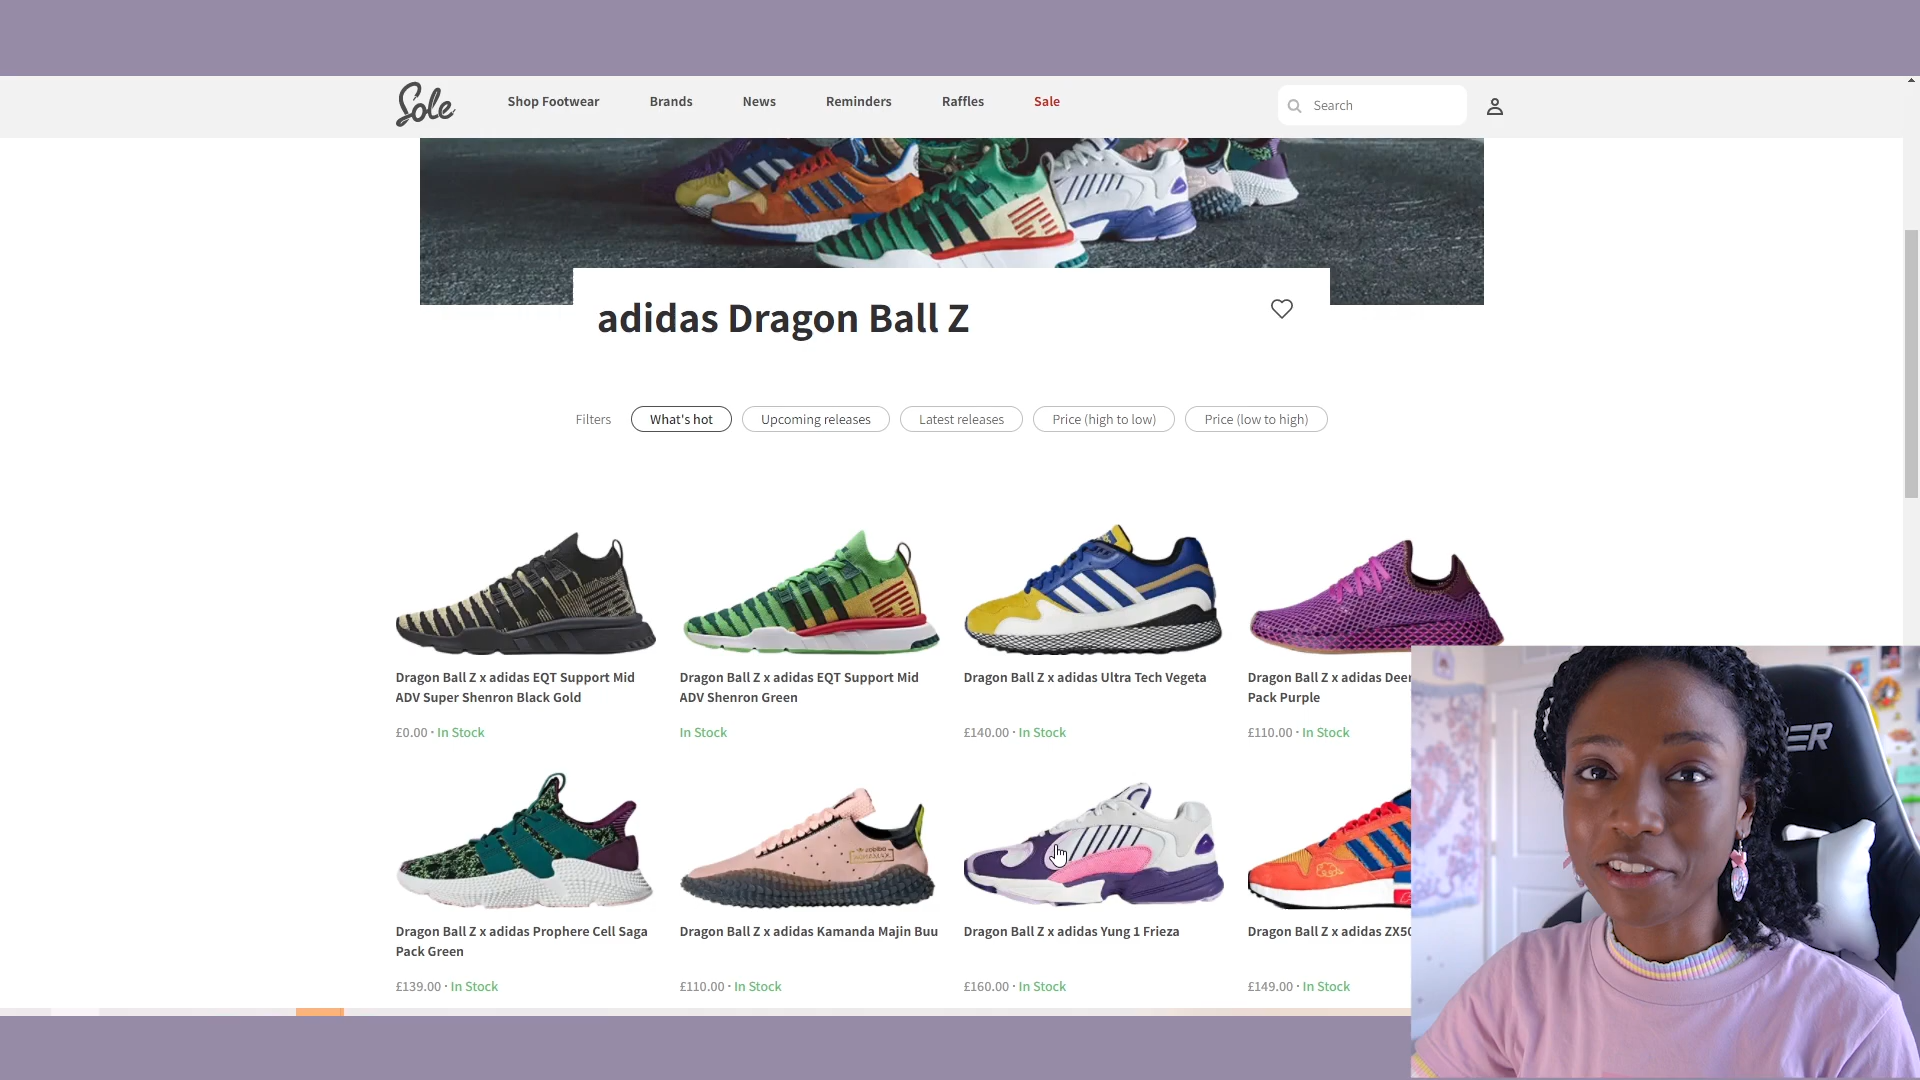 Sole
Shop Footwear
Brands
News
Reminders
Raffles
Sale
Search
adidas Dragon Ball Z
Filters
What's hot
Upcoming releases
Latest releases
Price (high to low)
Price (low to high)
Dragon Ball Z x adidas EQT Support Mid
ADV Super Shenron Black Gold
£0.00 · In Stock
Dragon Ball Z x adidas EQT Support Mid
ADV Shenron Green
In Stock
Dragon Ball Z x adidas Ultra Tech Vegeta
£140.00 · In Stock
Dragon Ball Z x adidas Deer
Pack Purple
£110.00 · In Stock
Dragon Ball Z x adidas Prophere Cell Saga
Pack Green
£139.00 · In Stock
Dragon Ball Z x adidas Kamanda Majin Buu
£110.00 · In Stock
Dragon Ball Z x adidas Yung 1 Frieza
£160.00 · In Stock
Dragon Ball Z x adidas ZX50
£149.00 · In Stock
ER